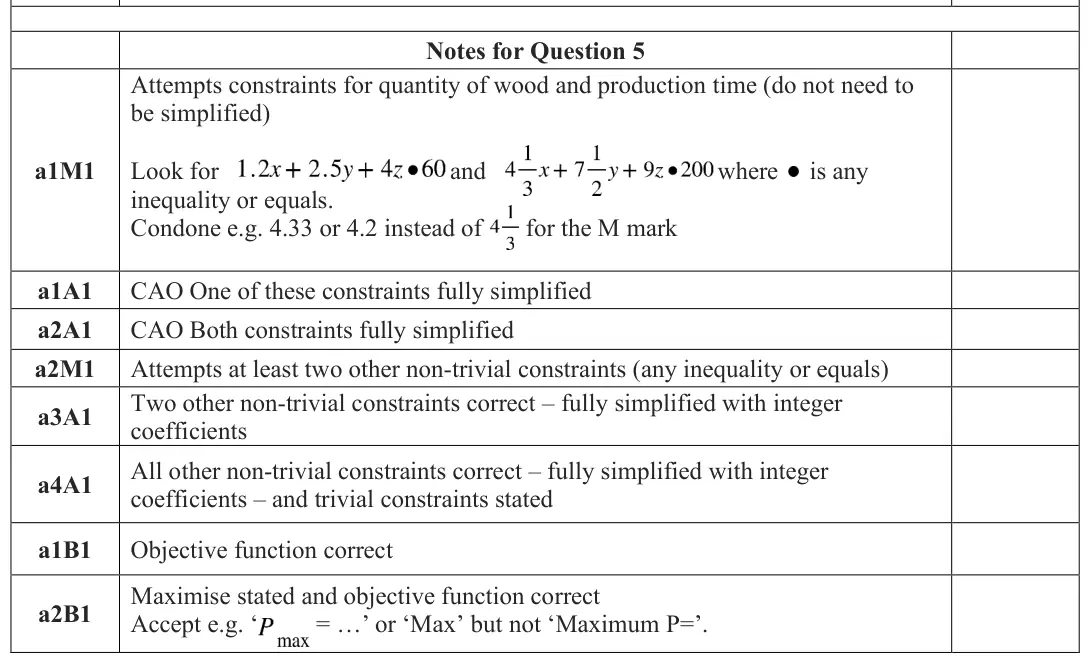 Notes for Question 5
a1M1
Attempts constraints for quantity of wood and production time (do not need to
be simplified)
Look for 1.2x + 2.5y + 4z • 60 and 4 1/3 x + 7 1/2 y + 9z • 200 where • is any
inequality or equals.
Condone e.g. 4.33 or 4.2 instead of 4 1/3 for the M mark
a1A1 CAO One of these constraints fully simplified
a2A1 CAO Both constraints fully simplified
a2M1 Attempts at least two other non-trivial constraints (any inequality or equals)
a3A1
Two other non-trivial constraints correct – fully simplified with integer
coefficients
a4A1
All other non-trivial constraints correct – fully simplified with integer
coefficients – and trivial constraints stated
a1B1 Objective function correct
a2B1
Maximise stated and objective function correct
Accept e.g. ‘P max = …’ or ‘Max’ but not ‘Maximum P=’.